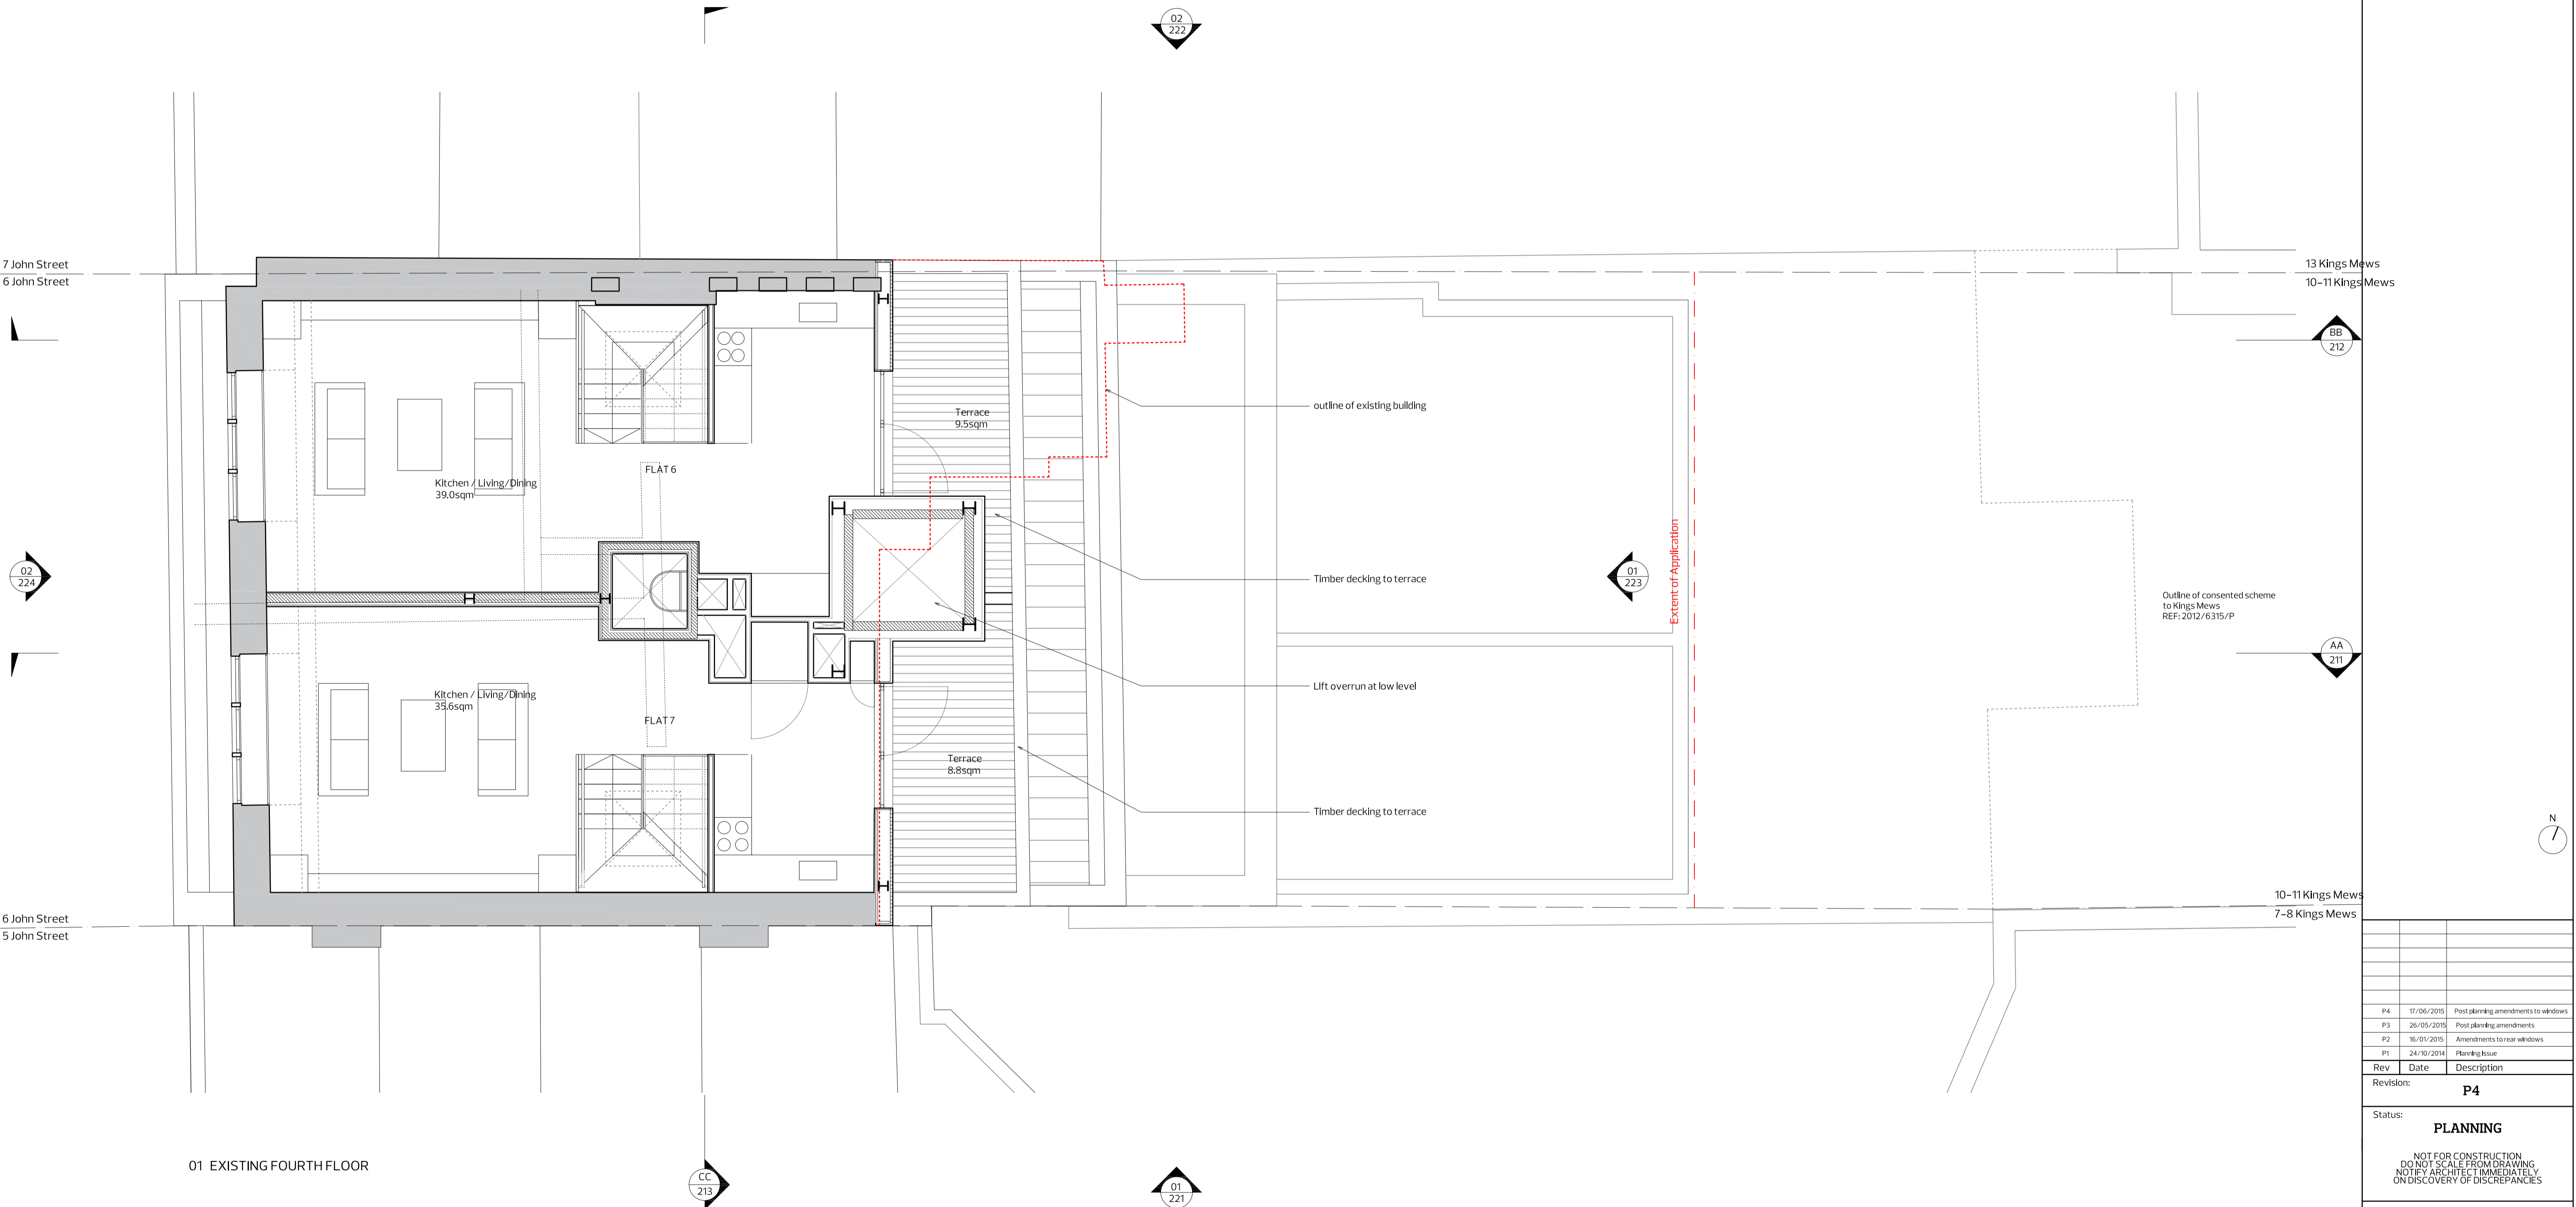 02
222
7 John Street
6 John Street
13 Kings Mews
10-11 Kings Mews
BB
212
outline of existing building
Terrace
9.5sqm
FLAT 6
Kitchen / Living/Dining
39.0sqm
Extent of Application
02
224
01
223
Timber decking to terrace
Outline of consented scheme
to Kings Mews
REF: 2012/6315/P
AA
211
Lift overrun at low level
Kitchen / Living/Dining
35.6sqm
FLAT 7
Terrace
8.8sqm
Timber decking to terrace
N
10-11 Kings Mews
7-8 Kings Mews
6 John Street
5 John Street
P4 17/06/2015 Post planning amendments to windows
P3 26/05/2015 Post planning amendments
P2 16/01/2015 Amendments to rear windows
P1 24/10/2014 Planning Issue
Rev Date Description
Revision:
P4
Status:
PLANNING
NOT FOR CONSTRUCTION
DO NOT SCALE FROM DRAWING
NOTIFY ARCHITECT IMMEDIATELY
ON DISCOVERY OF DISCREPANCIES
01 EXISTING FOURTH FLOOR
CC
213
01
221